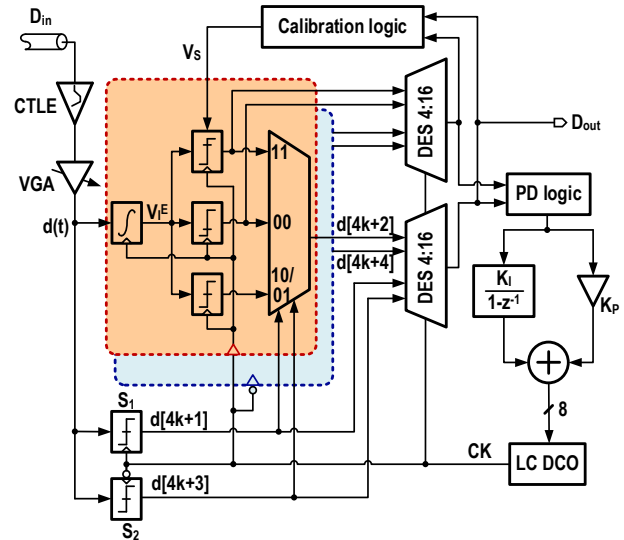 Din
Calibration logic
VS
CTLE
DES 4:16
Dout
11
VGA
PD logic
d(t)
∫
VIE
00
d[4k+2]
d[4k+4]
DES 4:16
KI
1-z-1
KP
10/
01
+
S1
d[4k+1]
8
CK
LC DCO
d[4k+3]
S2